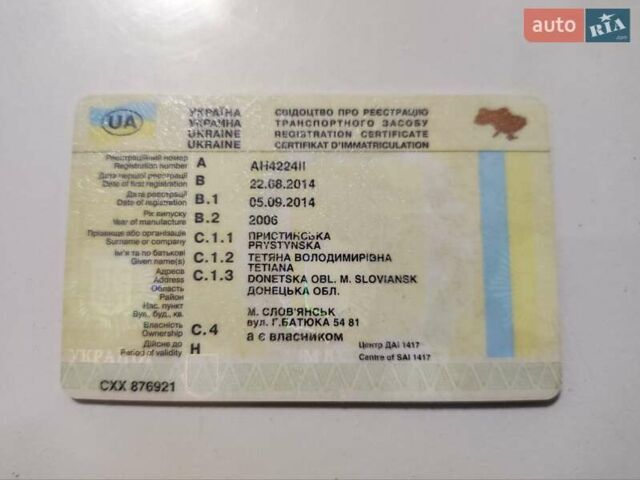 auto RIA.com
UA
УКРАЇНА СВІДОЦТВО ПРО РЕЄСТРАЦІЮ
УКРАИНА ТРАНСПОРТНОГО ЗАСОБУ
UKRAINE REGISTRATION CERTIFICATE
UKRAINE CERTIFIKAT D'IMMATRICULATION
Реєстраційний номер
Registration number A АН4224ІІ
Дата першої реєстрації
Date of first registration B 22.08.2014
Дата реєстрації
Date of registration B.1 05.09.2014
Рік випуску
Year of manufacture B.2 2006
Прізвище або організація C.1.1 ПРИСТИНСЬКА
Surname or company PRYSTYNSKA
Ім'я та по батькові C.1.2 ТЕТЯНА ВОЛОДИМИРІВНА
Given name(s) TETIANA
Адреса C.1.3 DONETSKA OBL. M. SLOVIANSK
Address ДОНЕЦЬКА ОБЛ.
Область
Район
Нас. пункт М. СЛОВ'ЯНСЬК
Вул., буд., кв. вул. Г.БАТЮКА 54 81
Власність
Ownership C.4 а є власником
Дійсне до
Period of validity H Центр ДАІ 1417
Centre of SAI 1417
УКРАЇНА
СХХ 876921